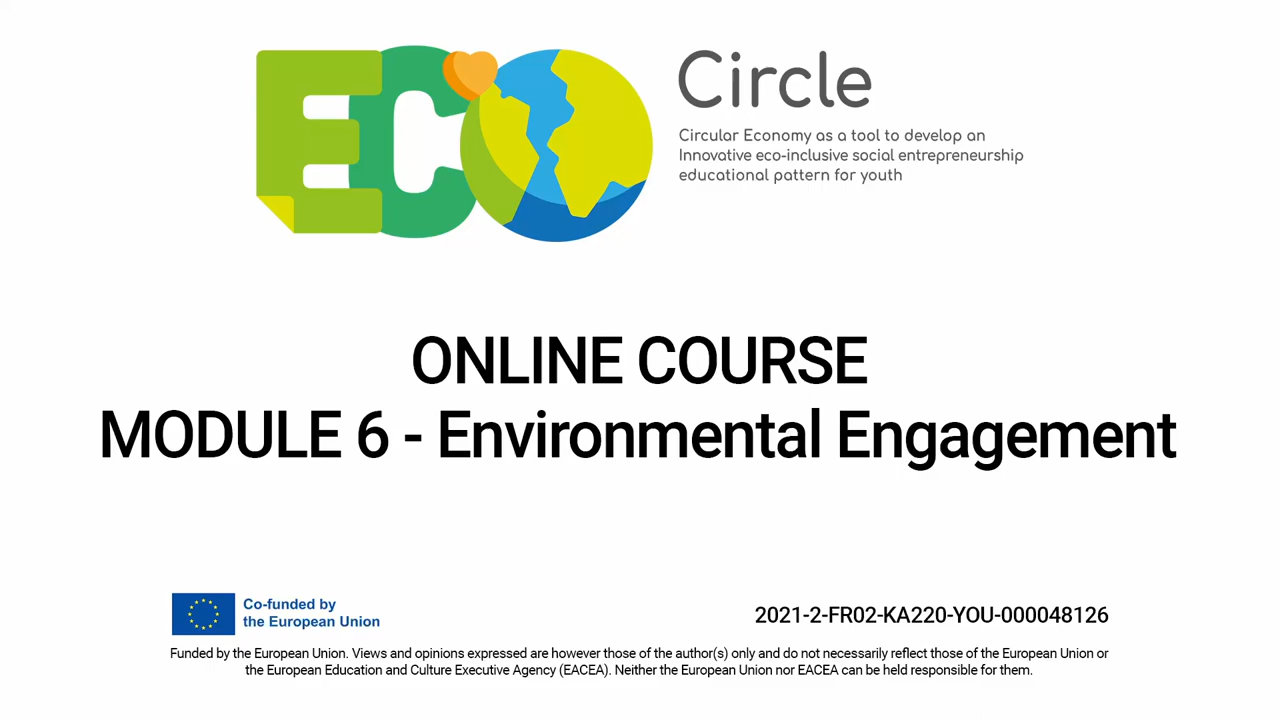 ECO
Circle
Circular Economy as a tool to develop an
Innovative eco-inclusive social entrepreneurship
educational pattern for youth
ONLINE COURSE
MODULE 6 - Environmental Engagement
Co-funded by
the European Union
2021-2-FR02-KA220-YOU-000048126
Funded by the European Union. Views and opinions expressed are however those of the author(s) only and do not necessarily reflect those of the European Union or
the European Education and Culture Executive Agency (EACEA). Neither the European Union nor EACEA can be held responsible for them.